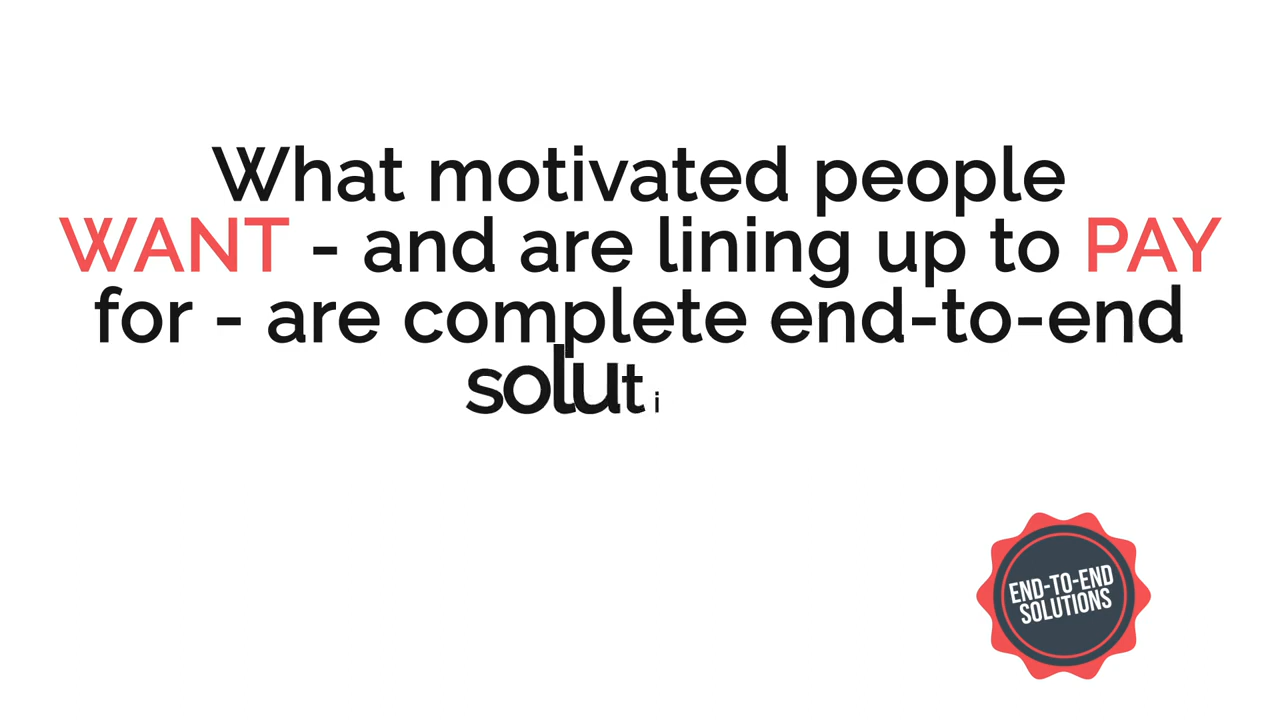 What motivated people
WANT - and are lining up to PAY
for - are complete end-to-end
soluti
END-TO-END
SOLUTIONS